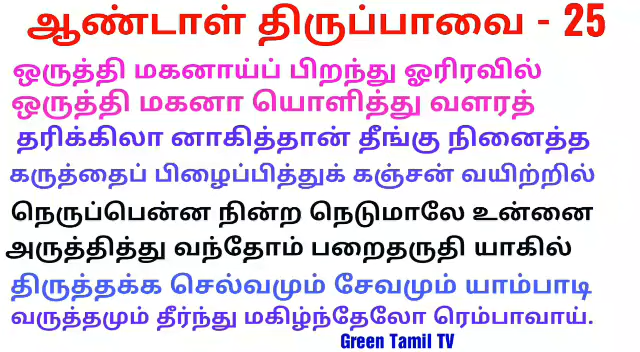 ஆண்டாள் திருப்பாவை - 25
ஒருத்தி மகனாய்ப் பிறந்து ஓரிரவில்
ஒருத்தி மகனா யொளித்து வளரத்
தரிக்கிலா னாகித்தான் தீங்கு நினைத்த
கருத்தைப் பிழைப்பித்துக் கஞ்சன் வயிற்றில்
நெருப்பென்ன நின்ற நெடுமாலே உன்னை
அருத்தித்து வந்தோம் பறைதருதி யாகில்
திருத்தக்க செல்வமும் சேவமும் யாம்பாடி
வருத்தமும் தீர்ந்து மகிழ்ந்தேலோ ரெம்பாவாய்.
Green Tamil TV